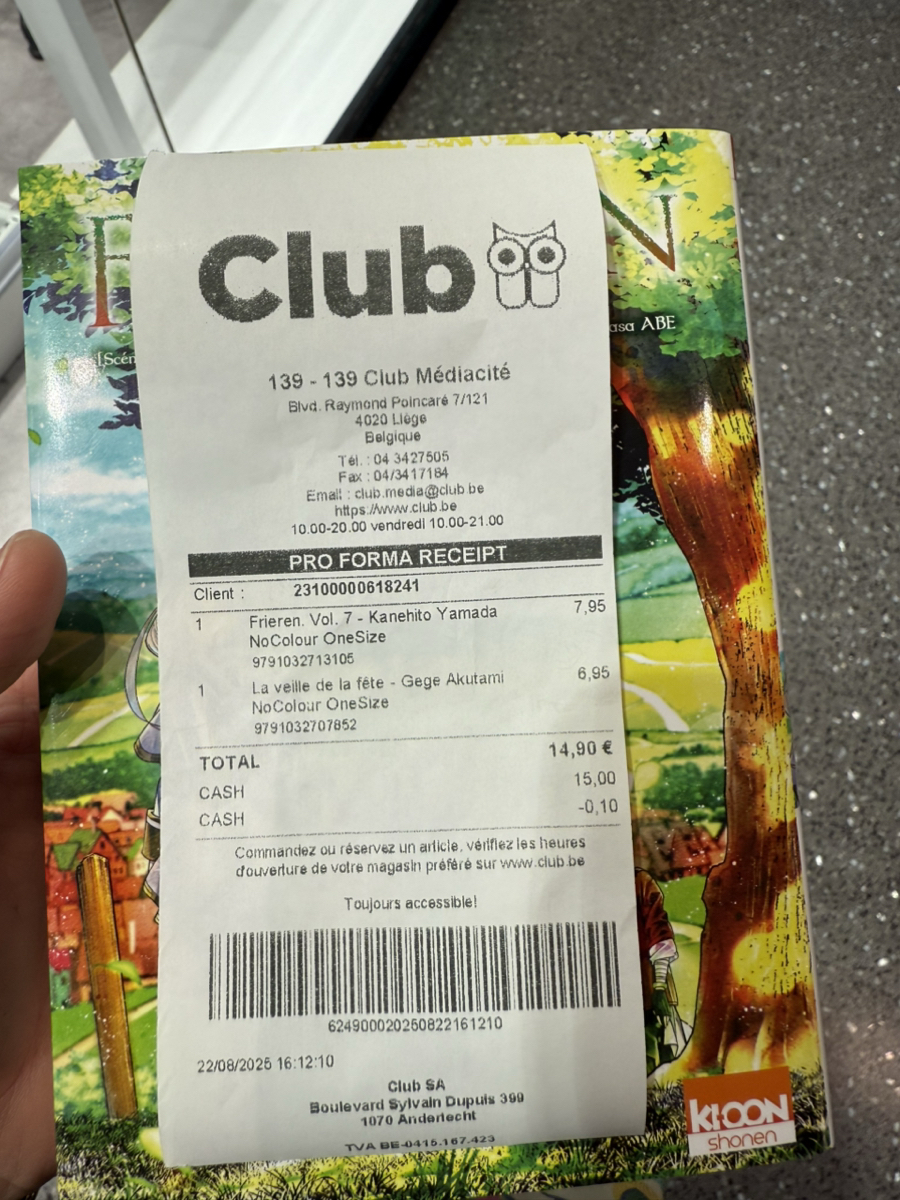 Club
139 - 139 Club Médiacité
Blvd. Raymond Poincaré 7/121
4020 Liège
Belgique
Tél. : 04 3427505
Fax : 04/3417184
Email : club.media@club.be
https://www.club.be
10.00-20.00 vendredi 10.00-21.00
PRO FORMA RECEIPT
Client : 23100000618241
1 Frieren. Vol. 7 - Kanehito Yamada 7,95
NoColour OneSize
9791032713105
1 La veille de la fête - Gege Akutami 6,95
NoColour OneSize
9791032707852
TOTAL 14,90 €
CASH 15,00
CASH -0,10
Commandez ou réservez un article, vérifiez les heures
d'ouverture de votre magasin préféré sur www.club.be
Toujours accessible!
624900020250822161210
22/08/2025 16:12:10
Club SA
Boulevard Sylvain Dupuis 399
1070 Anderlecht
TVA BE-0415.167.423
F N
[Scén
asa ABE
KI-OON
shonen